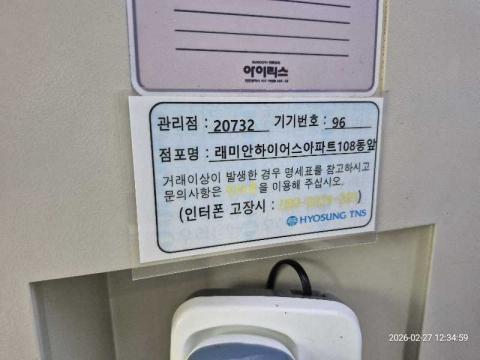 아이리스
관리점 : 20732 기기번호 : 96
점포명 : 래미안하이어스아파트108동앞
거래이상이 발생한 경우 명세표를 참고하시고
문의사항은 을 이용해 주십시오.
(인터폰 고장시 : )
HYOSUNG TNS
2026-02-27 12:34:59